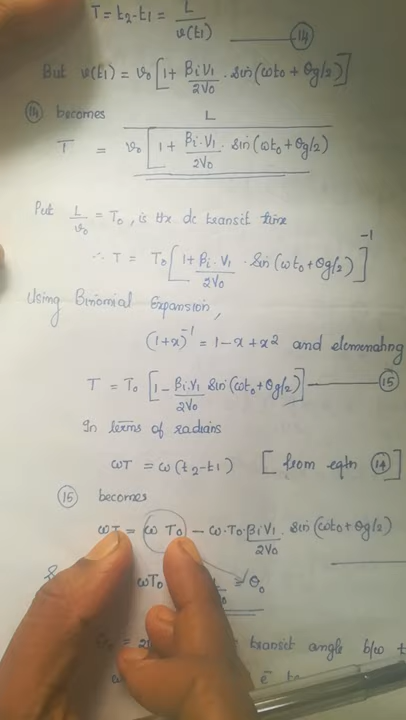 T = t2-t1 = L / v(t1) ——— (14)
But v(t1) = v0 [1 + βi V1 / 2V0 . sin(ωt0 + θg/2)]
(14) becomes
T = L / v0 [1 + βi.V1 / 2V0 . sin(ωt0 + θg/2)]
Put L / v0 = T0, is the dc transit time
∴ T = T0 [1 + βi.V1 / 2V0 . sin(ωt0 + θg/2)]^-1
Using Binomial Expansion,
(1+x)^-1 = 1-x+x2 and elemenating
T = T0 [1 - βi.V1 / 2V0 sin(ωt0 + θg/2)] ——— (15)
In terms of radians
ωT = ω(t2-t1) [from eqtn (14)]
(15) becomes
ωT = ωT0 - ω.T0.βiV1 / 2V0 . sin(ωt0 + θg/2)
ωT0 = θ0
transit angle b/w